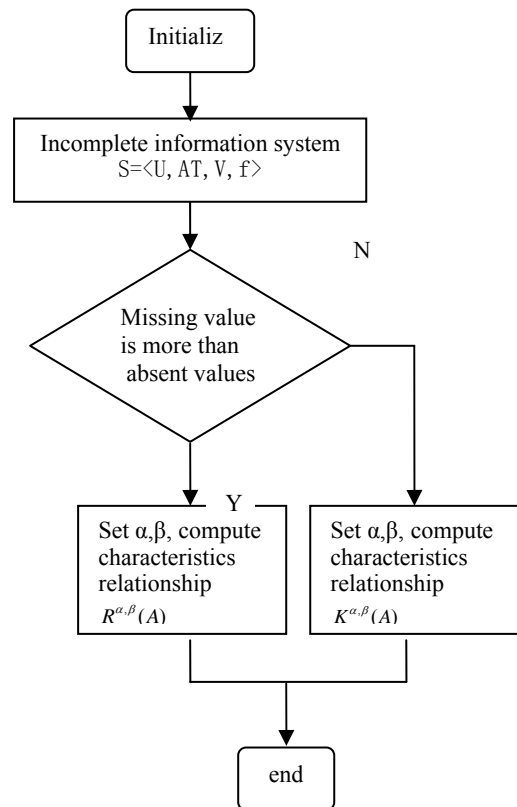 Initializ
Incomplete information system
S=<U, AT, V, f>
N
Missing value
is more than
absent values
Y
Set α,β, compute
characteristics
relationship
R^{α,β}(A)
Set α,β, compute
characteristics
relationship
K^{α,β}(A)
end